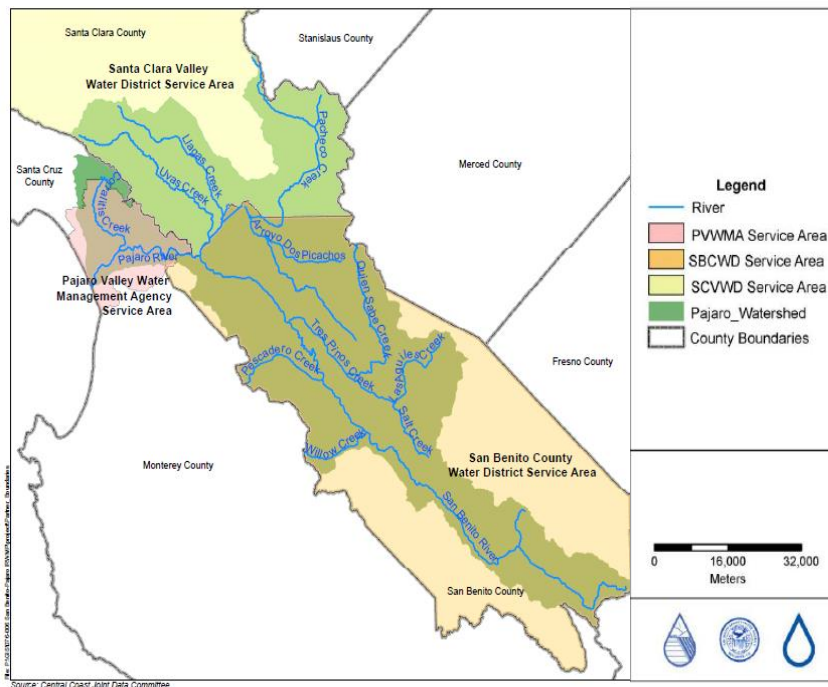 Santa Clara County
Stanislaus County
Santa Clara Valley
Water District Service Area
Pacheco Creek
Llagas Creek
Uvas Creek
Merced County
Santa Cruz
County
Creek
Arroyo Dos Picachos
Pajaro River
Quien Sabe Creek
Pajaro Valley Water
Management Agency
Service Area
Tres Pinos Creek
Creek
Fresno County
Pescadero Creek
Salt Creek
Willow Creek
San Benito County
Water District Service Area
Monterey County
San Benito River
San Benito County
Legend
River
PVWMA Service Area
SBCWD Service Area
SCVWD Service Area
Pajaro_Watershed
County Boundaries
0 16,000 32,000
Meters
Source: Central Coast Joint Data Committee